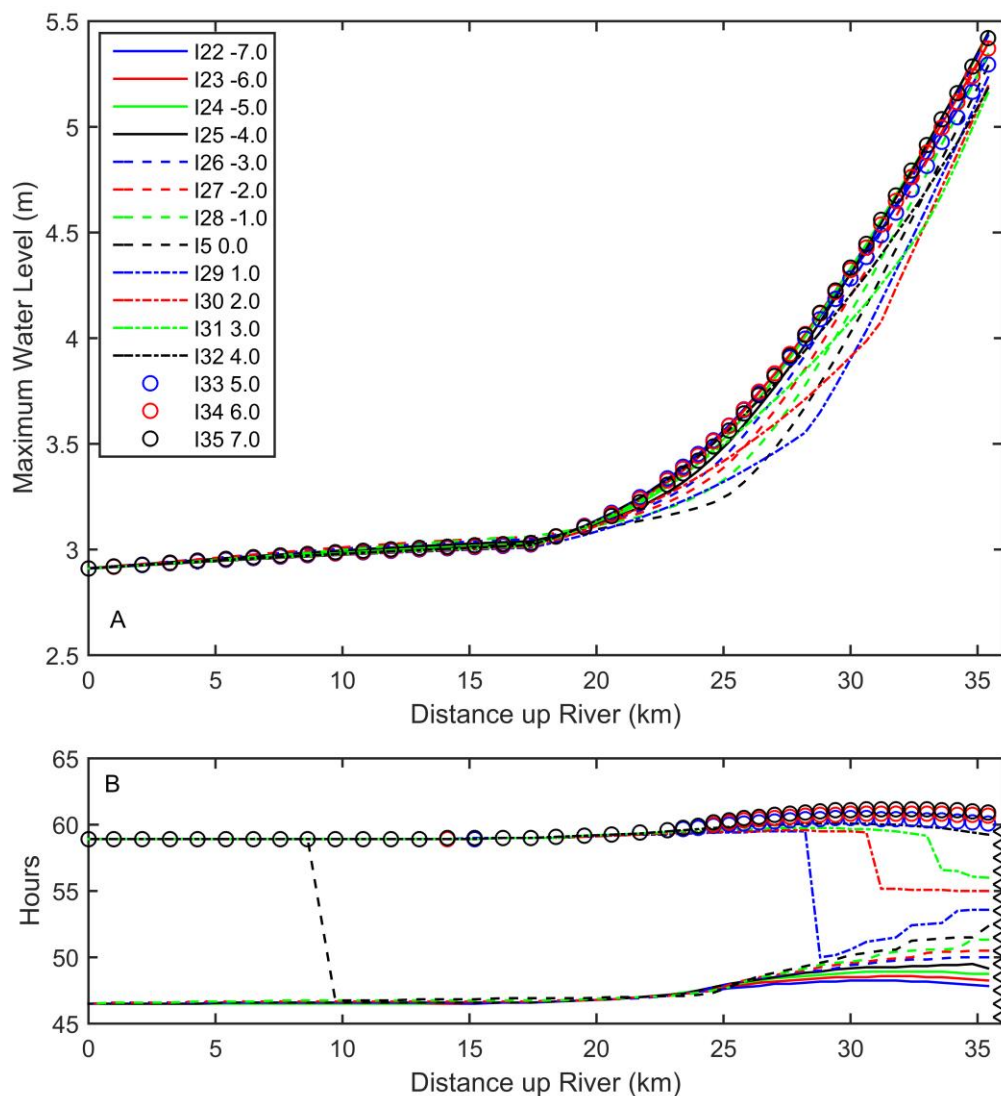 5.5
5
4.5
4
3.5
3
2.5
Maximum Water Level (m)
I22 -7.0
I23 -6.0
I24 -5.0
I25 -4.0
I26 -3.0
I27 -2.0
I28 -1.0
I5 0.0
I29 1.0
I30 2.0
I31 3.0
I32 4.0
I33 5.0
I34 6.0
I35 7.0
A
0 5 10 15 20 25 30 35
Distance up River (km)
65
60
55
50
45
Hours
B
0 5 10 15 20 25 30 35
Distance up River (km)